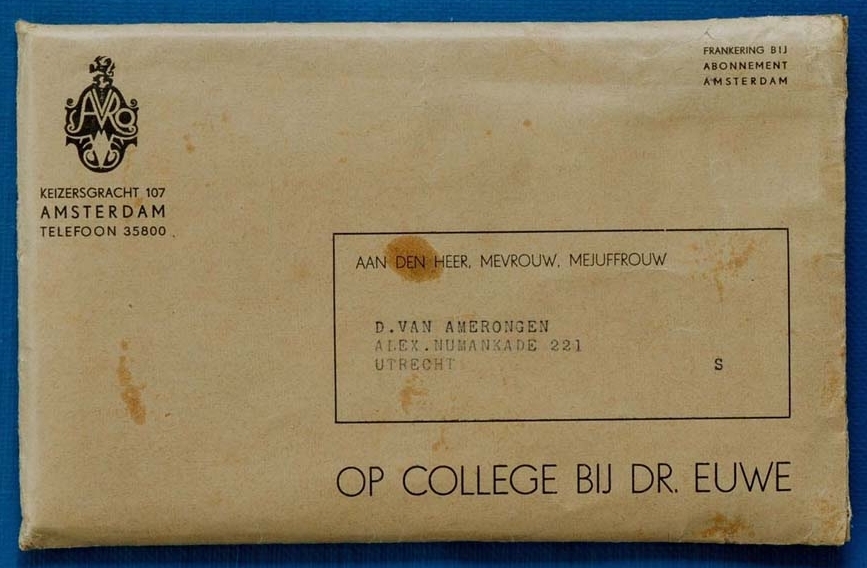 AVRO
KEIZERSGRACHT 107
AMSTERDAM
TELEFOON 35800
FRANKERING BIJ
ABONNEMENT
AMSTERDAM
AAN DEN HEER, MEVROUW, MEJUFFROUW
D.VAN AMERONGEN
ALEX.NUMANKADE 221
UTRECHT S
OP COLLEGE BIJ DR. EUWE